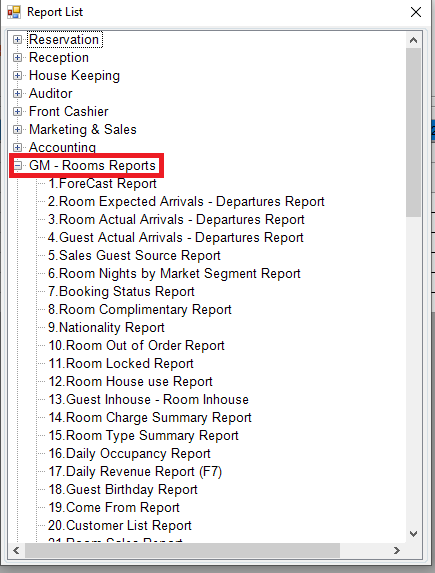 Report List
Reservation
Reception
House Keeping
Auditor
Front Cashier
Marketing & Sales
Accounting
GM - Rooms Reports
1.ForeCast Report
2.Room Expected Arrivals - Departures Report
3.Room Actual Arrivals - Departures Report
4.Guest Actual Arrivals - Departures Report
5.Sales Guest Source Report
6.Room Nights by Market Segment Report
7.Booking Status Report
8.Room Complimentary Report
9.Nationality Report
10.Room Out of Order Report
11.Room Locked Report
12.Room House use Report
13.Guest Inhouse - Room Inhouse
14.Room Charge Summary Report
15.Room Type Summary Report
16.Daily Occupancy Report
17.Daily Revenue Report (F7)
18.Guest Birthday Report
19.Come From Report
20.Customer List Report
21.Room Sales Report